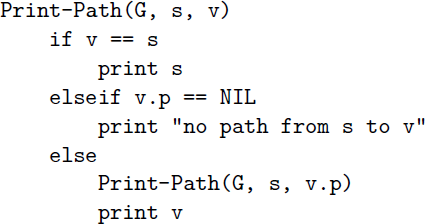 Print-Path(G, s, v)
    if v == s
        print s
    elseif v.p == NIL
        print "no path from s to v"
    else
        Print-Path(G, s, v.p)
        print v